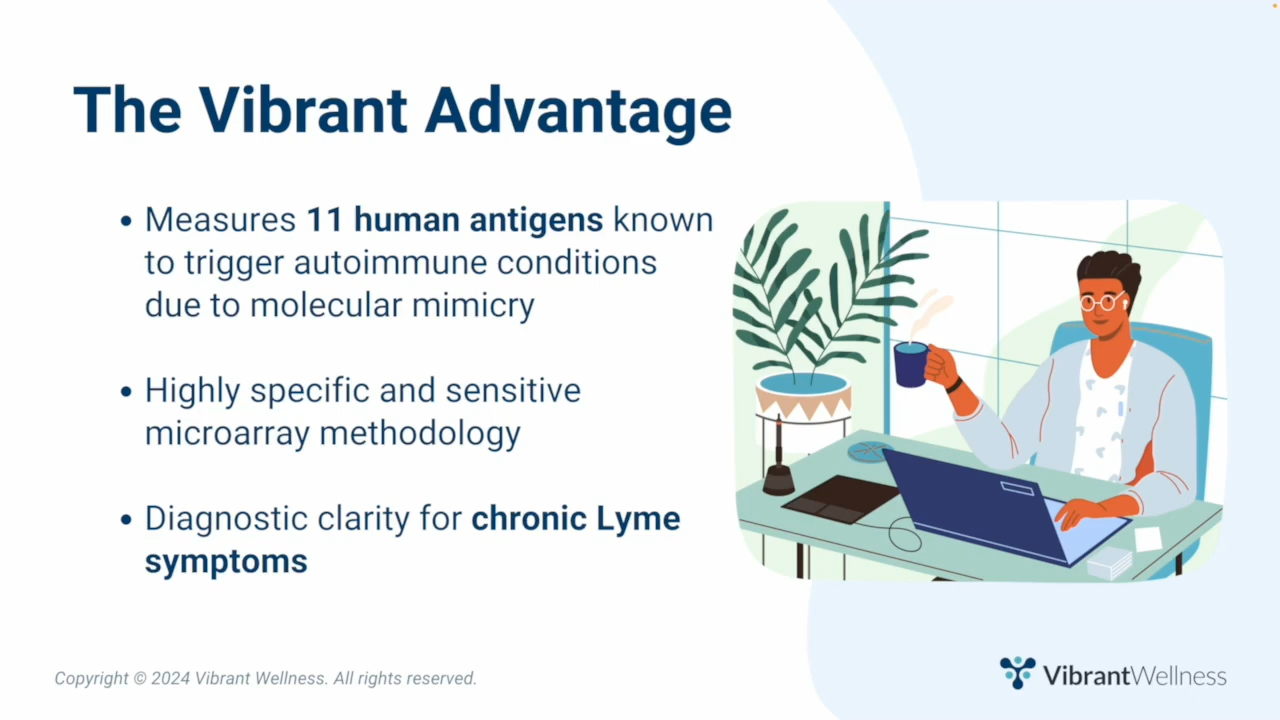 The Vibrant Advantage
• Measures 11 human antigens known
to trigger autoimmune conditions
due to molecular mimicry
• Highly specific and sensitive
microarray methodology
• Diagnostic clarity for chronic Lyme
symptoms
Copyright © 2024 Vibrant Wellness. All rights reserved.
VibrantWellness